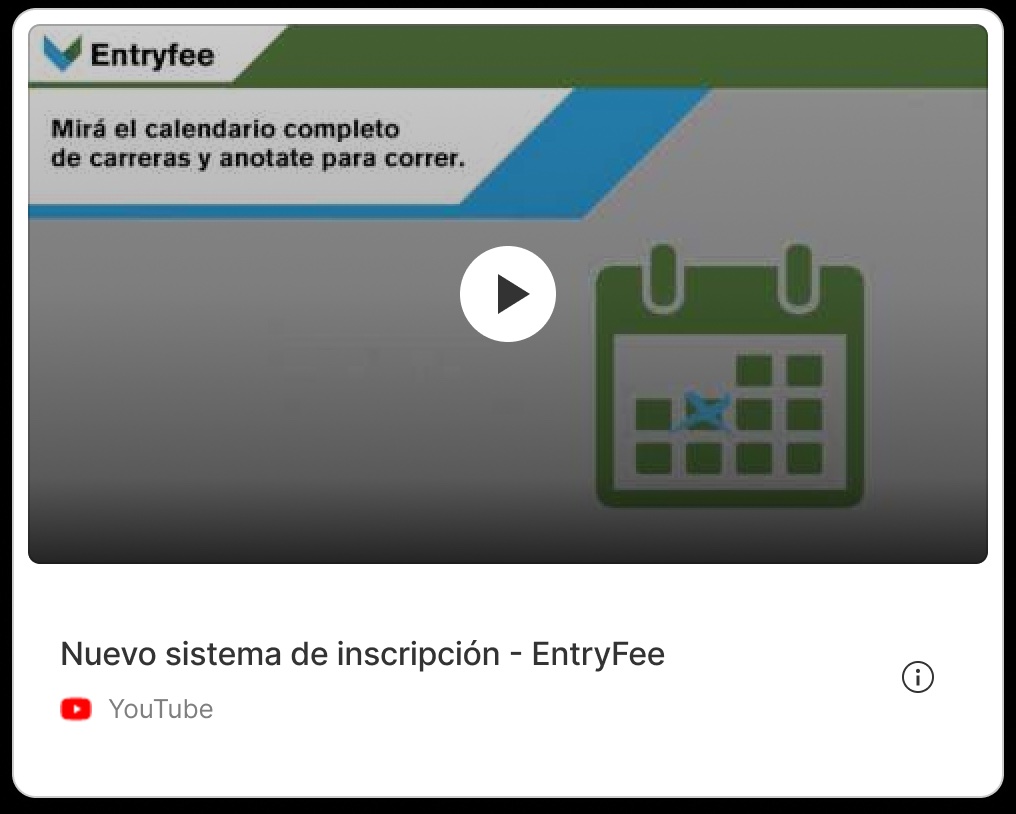 Entryfee
Mirá el calendario completo
de carreras y anotate para correr.
Nuevo sistema de inscripción - EntryFee
YouTube